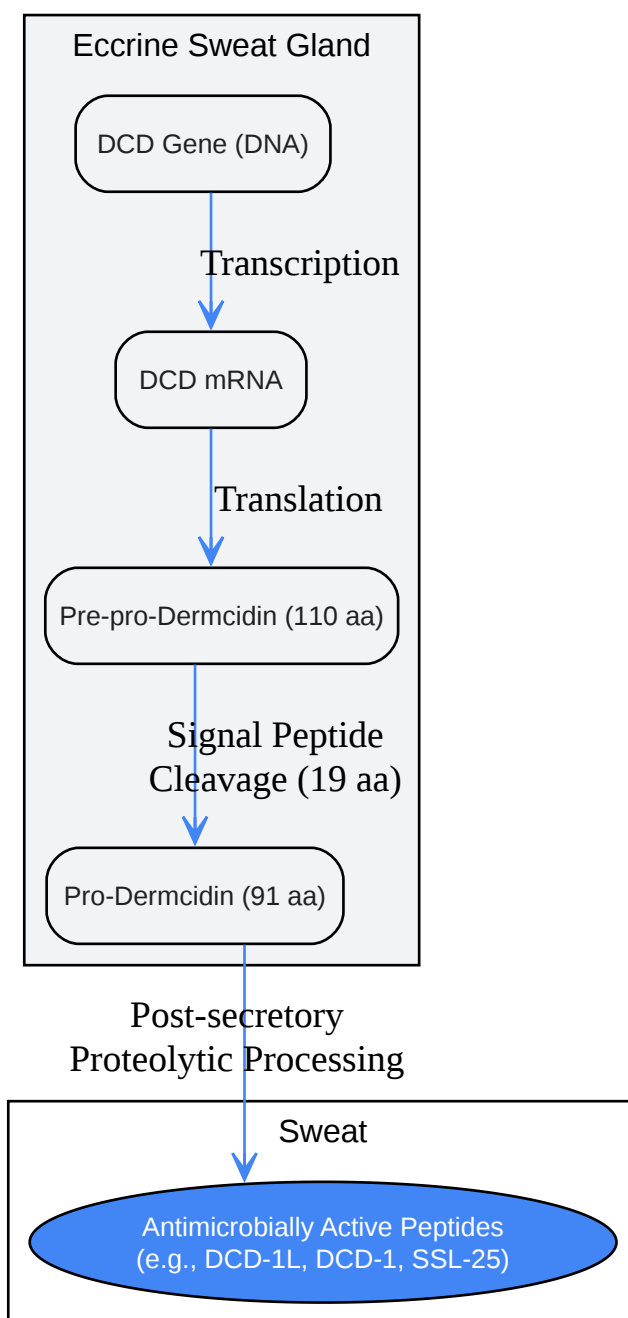 Eccrine Sweat Gland
DCD Gene (DNA)
Transcription
DCD mRNA
Translation
Pre-pro-Dermcidin (110 aa)
Signal Peptide
Cleavage (19 aa)
Pro-Dermcidin (91 aa)
Post-secretory
Proteolytic Processing
Sweat
Antimicrobially Active Peptides
(e.g., DCD-1L, DCD-1, SSL-25)